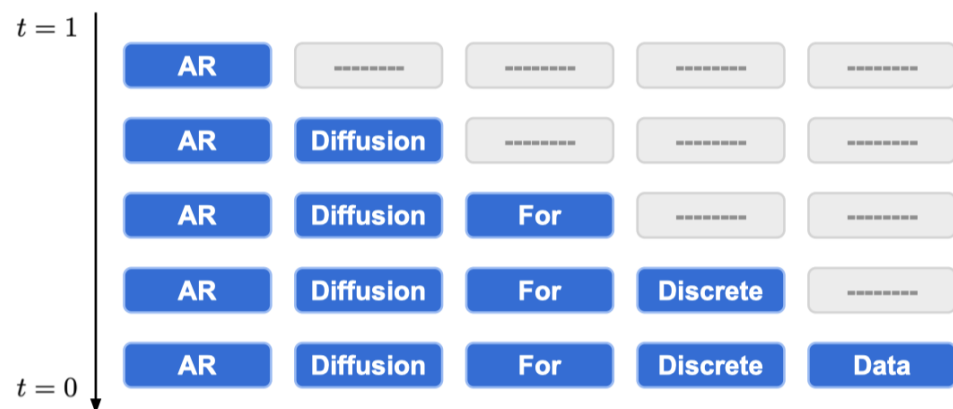 t = 1
AR -------- -------- -------- --------
AR Diffusion -------- -------- --------
AR Diffusion For -------- --------
AR Diffusion For Discrete --------
AR Diffusion For Discrete Data
t = 0